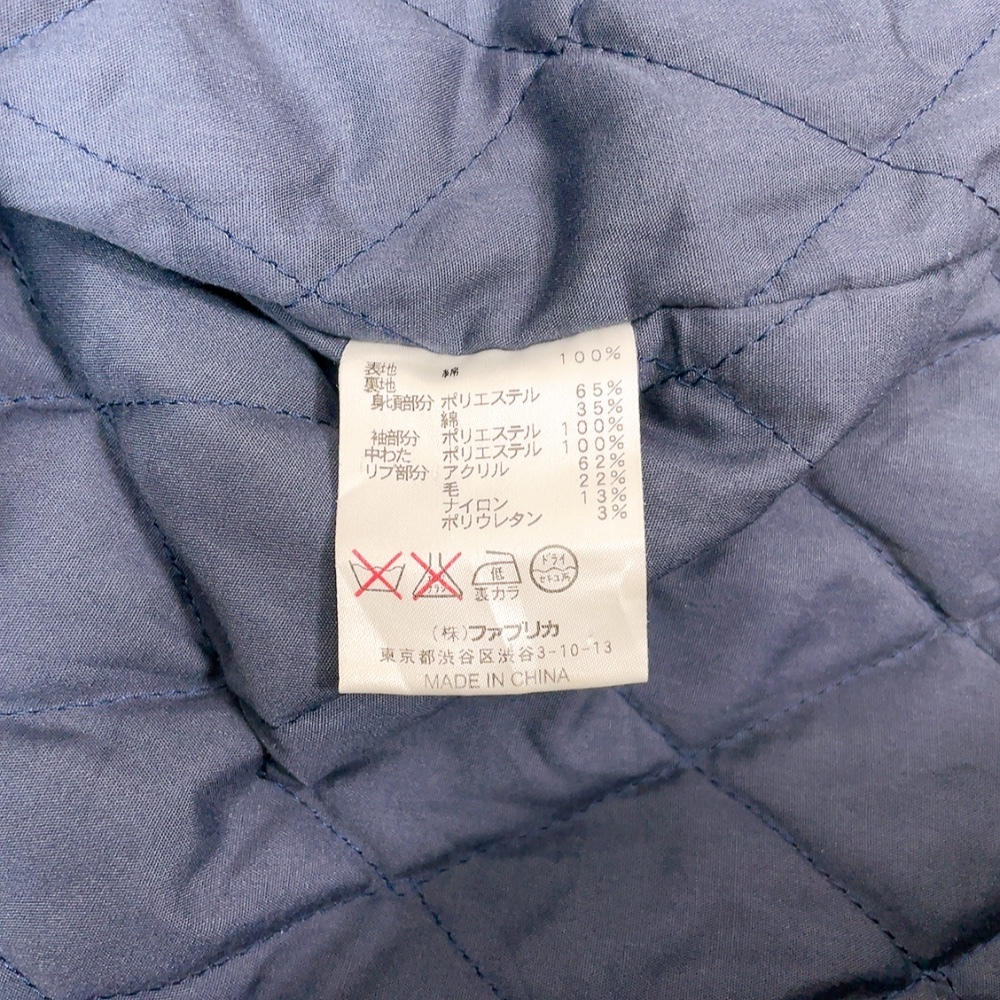 表地 綿 100%
裏地
身頃部分 ポリエステル 65%
綿 35%
袖部分 ポリエステル 100%
中わた ポリエステル 100%
リブ部分 アクリル 62%
毛 22%
ナイロン 13%
ポリウレタン 3%
低
ドライ
セキユ系
裏カラ
(株)ファブリカ
東京都渋谷区渋谷3-10-13
MADE IN CHINA